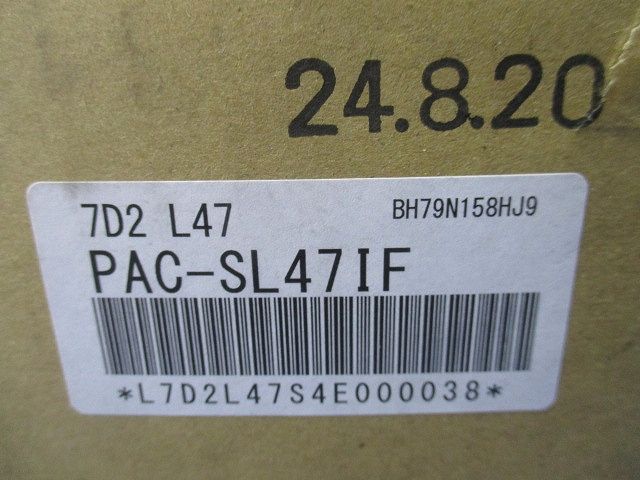 24.8.20
7D2 L47
BH79N158HJ9
PAC-SL47IF
*L7D2L47S4E000038*